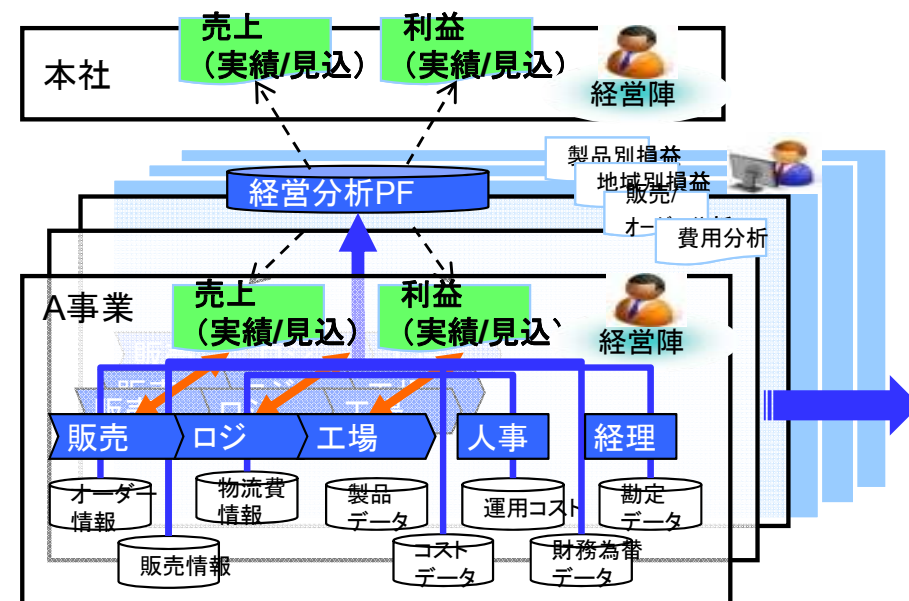 売上
(実績/見込)
利益
(実績/見込)
本社
経営陣
製品別損益
地域別損益
販売/
経営分析PF
費用分析
A事業
売上
(実績/見込)
利益
(実績/見込
経営陣
販売
ロジ
工場
人事
経理
オーダー
情報
物流費
情報
製品
データ
運用コスト
勘定
データ
販売情報
コスト
データ
財務為替
データ